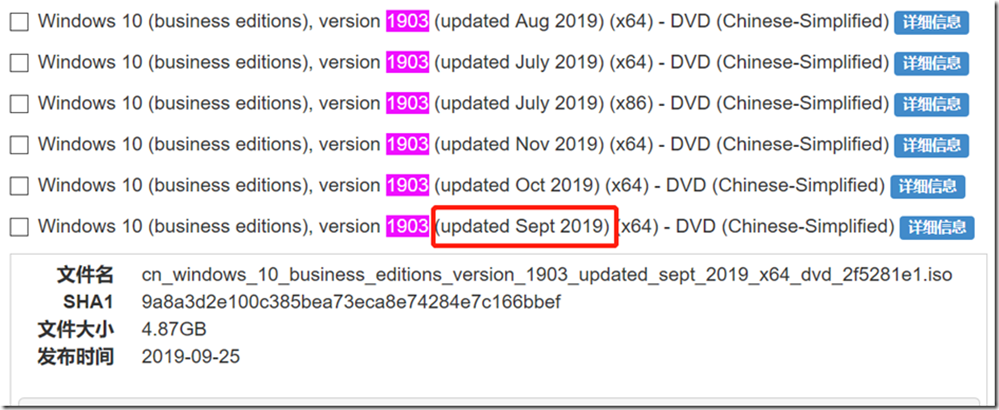 Windows 10 (business editions), version 1903 (updated Aug 2019) (x64) - DVD (Chinese-Simplified) 详细信息
Windows 10 (business editions), version 1903 (updated July 2019) (x64) - DVD (Chinese-Simplified) 详细信息
Windows 10 (business editions), version 1903 (updated July 2019) (x86) - DVD (Chinese-Simplified) 详细信息
Windows 10 (business editions), version 1903 (updated Nov 2019) (x64) - DVD (Chinese-Simplified) 详细信息
Windows 10 (business editions), version 1903 (updated Oct 2019) (x64) - DVD (Chinese-Simplified) 详细信息
Windows 10 (business editions), version 1903 (updated Sept 2019) (x64) - DVD (Chinese-Simplified) 详细信息
文件名 cn_windows_10_business_editions_version_1903_updated_sept_2019_x64_dvd_2f5281e1.iso
SHA1 9a8a3d2e100c385bea73eca8e74284e7c166bbef
文件大小 4.87GB
发布时间 2019-09-25